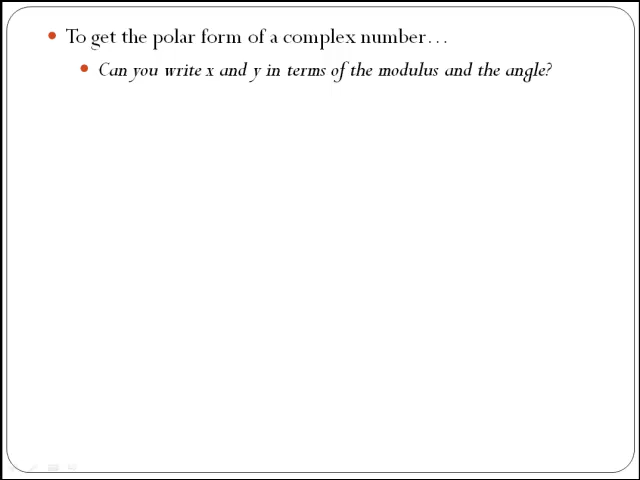 To get the polar form of a complex number…
Can you write x and y in terms of the modulus and the angle?